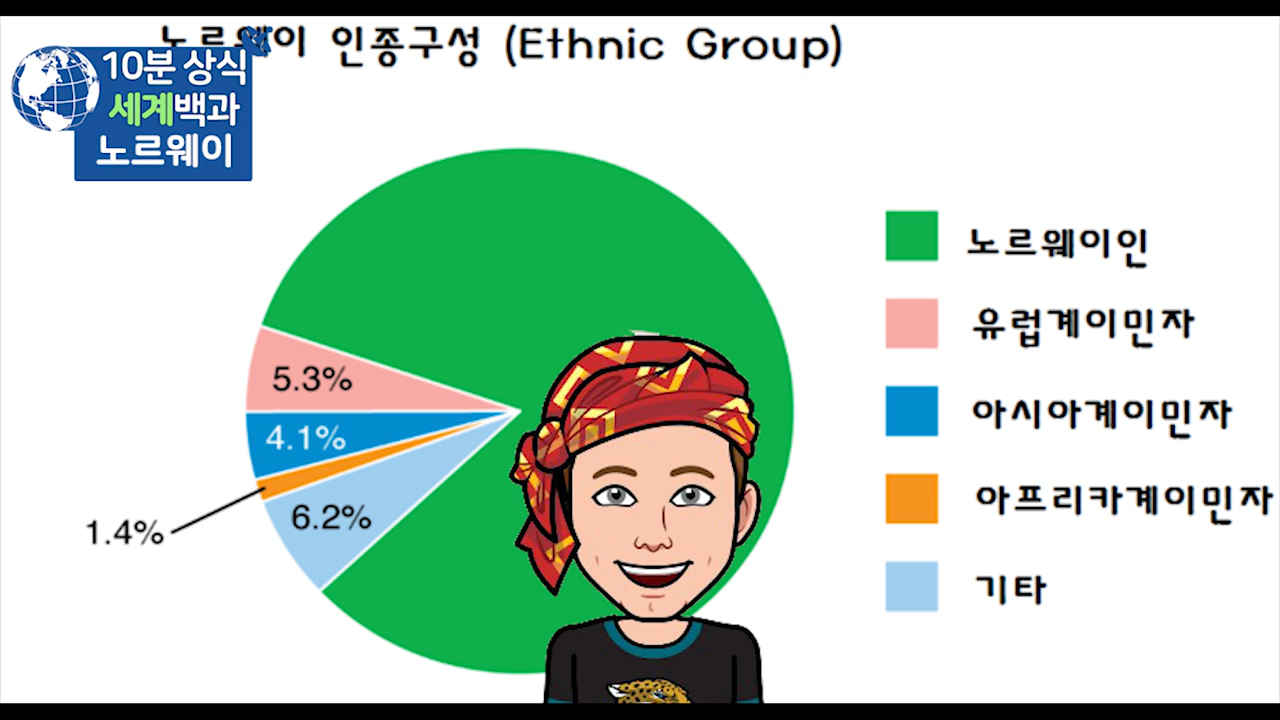 노르웨이 인종구성 (Ethnic Group)
10분 상식
세계백과
노르웨이
노르웨이인
유럽계이민자
아시아계이민자
아프리카계이민자
기타
5.3%
4.1%
1.4%
6.2%